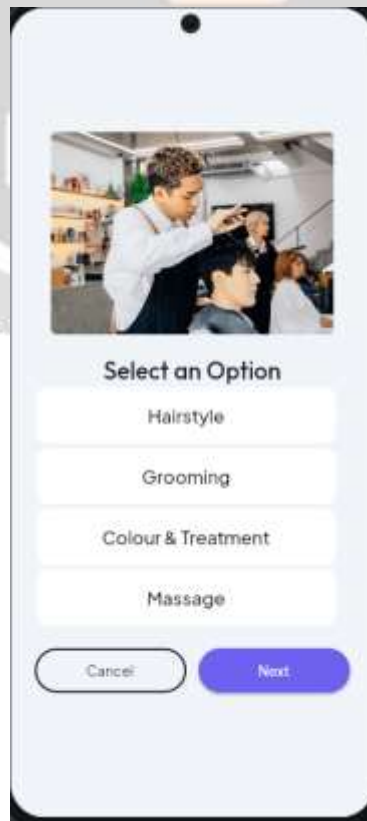 Select an Option
Hairstyle
Grooming
Colour & Treatment
Massage
Cancel
Next